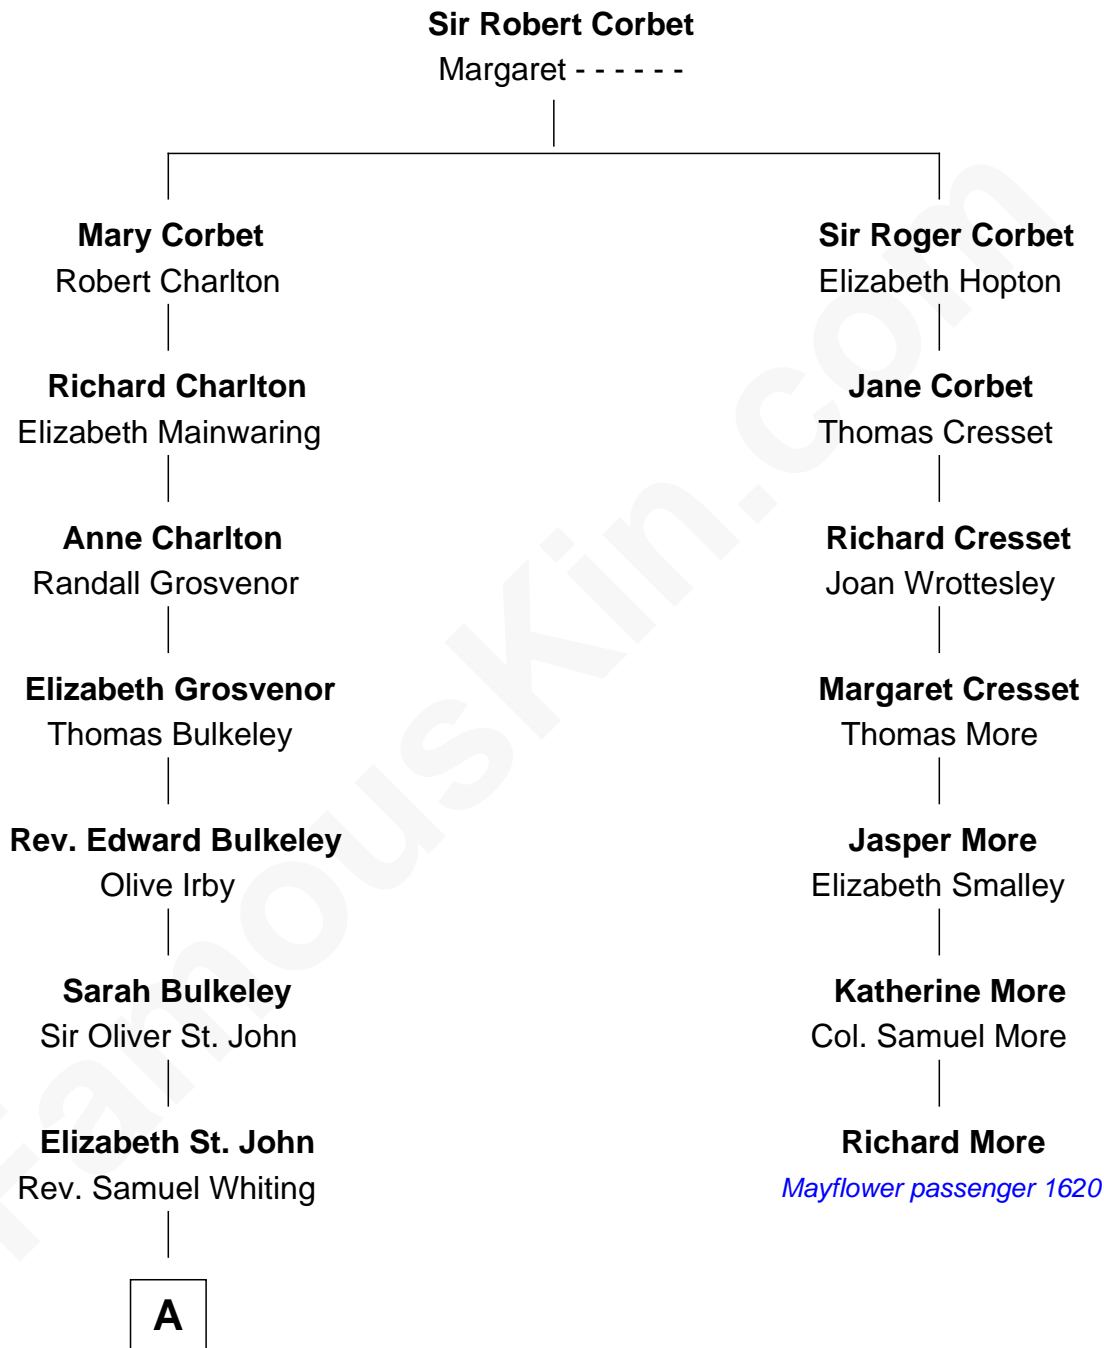 Sir Robert Corbet
Margaret - - - - - -
Mary Corbet
Robert Charlton
Sir Roger Corbet
Elizabeth Hopton
Richard Charlton
Elizabeth Mainwaring
Jane Corbet
Thomas Cresset
Anne Charlton
Randall Grosvenor
Richard Cresset
Joan Wrottesley
Elizabeth Grosvenor
Thomas Bulkeley
Margaret Cresset
Thomas More
Rev. Edward Bulkeley
Olive Irby
Jasper More
Elizabeth Smalley
Sarah Bulkeley
Sir Oliver St. John
Katherine More
Col. Samuel More
Elizabeth St. John
Rev. Samuel Whiting
Richard More
Mayflower passenger 1620
A
FamousKin.com